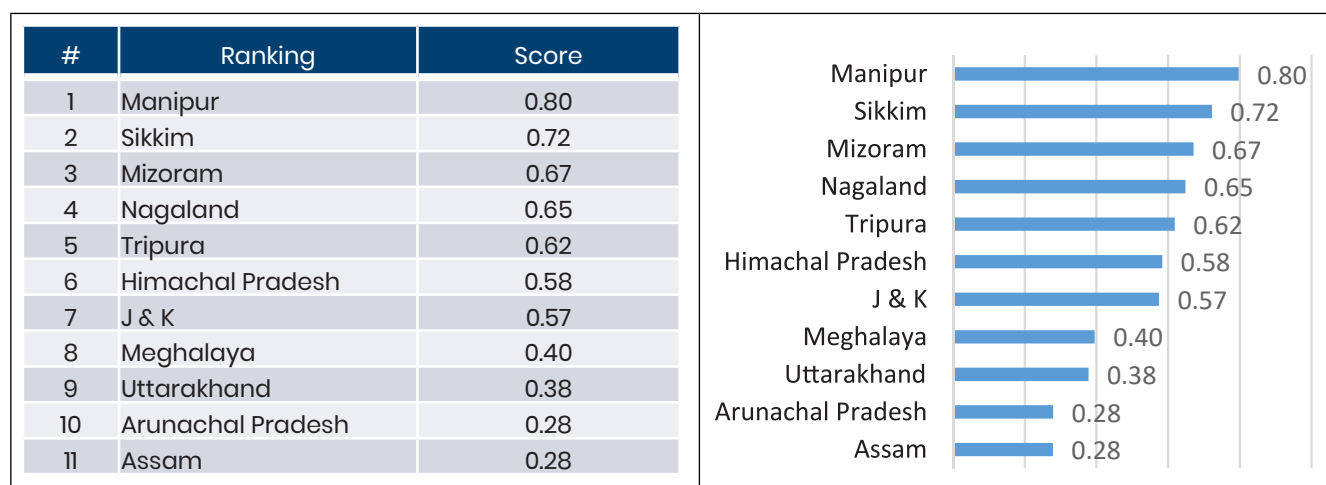 # Ranking Score
1 Manipur 0.80
2 Sikkim 0.72
3 Mizoram 0.67
4 Nagaland 0.65
5 Tripura 0.62
6 Himachal Pradesh 0.58
7 J & K 0.57
8 Meghalaya 0.40
9 Uttarakhand 0.38
10 Arunachal Pradesh 0.28
11 Assam 0.28
Manipur 0.80
Sikkim 0.72
Mizoram 0.67
Nagaland 0.65
Tripura 0.62
Himachal Pradesh 0.58
J & K 0.57
Meghalaya 0.40
Uttarakhand 0.38
Arunachal Pradesh 0.28
Assam 0.28